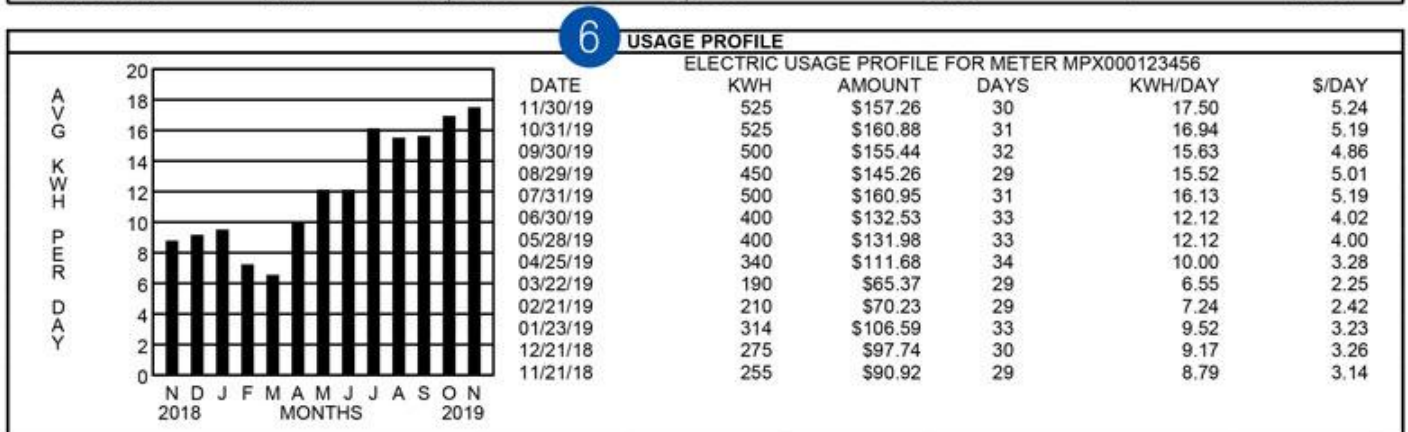 6
USAGE PROFILE
ELECTRIC USAGE PROFILE FOR METER MPX000123456
AVG KWH PER DAY
20
18
16
14
12
10
8
6
4
2
0
N D J F M A M J J A S O N
2018 MONTHS 2019
DATE KWH AMOUNT DAYS KWH/DAY $/DAY
11/30/19 525 $157.26 30 17.50 5.24
10/31/19 525 $160.88 31 16.94 5.19
09/30/19 500 $155.44 32 15.63 4.86
08/29/19 450 $145.26 29 15.52 5.01
07/31/19 500 $160.95 31 16.13 5.19
06/30/19 400 $132.53 33 12.12 4.02
05/28/19 400 $131.98 33 12.12 4.00
04/25/19 340 $111.68 34 10.00 3.28
03/22/19 190 $65.37 29 6.55 2.25
02/21/19 210 $70.23 29 7.24 2.42
01/23/19 314 $106.59 33 9.52 3.23
12/21/18 275 $97.74 30 9.17 3.26
11/21/18 255 $90.92 29 8.79 3.14